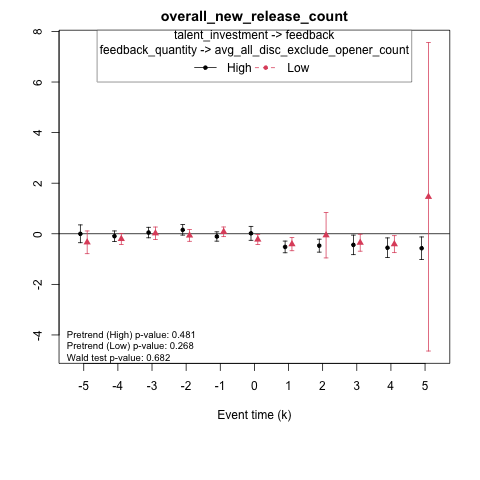 overall_new_release_count
talent_investment -> feedback
feedback_quantity -> avg_all_disc_exclude_opener_count
High Low
8
6
4
2
0
-2
-4
Pretrend (High) p-value: 0.481
Pretrend (Low) p-value: 0.268
Wald test p-value: 0.682
-5 -4 -3 -2 -1 0 1 2 3 4 5
Event time (k)